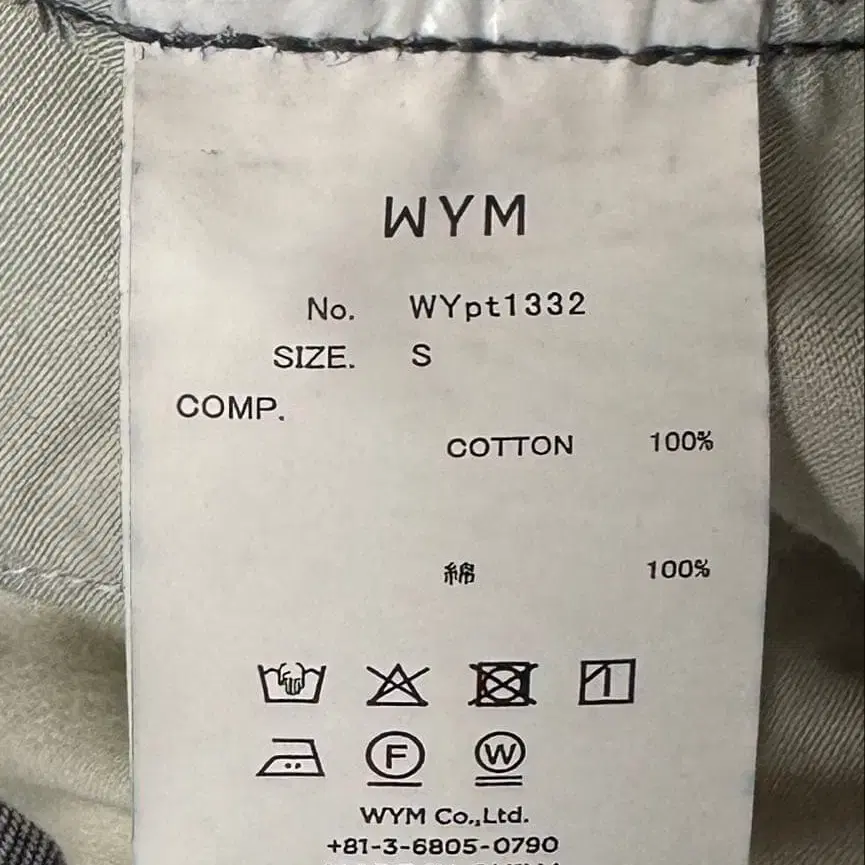 WYM
No. WYpt1332
SIZE. S
COMP.
COTTON 100%
綿 100%
F W
WYM Co.,Ltd.
+81-3-6805-0790